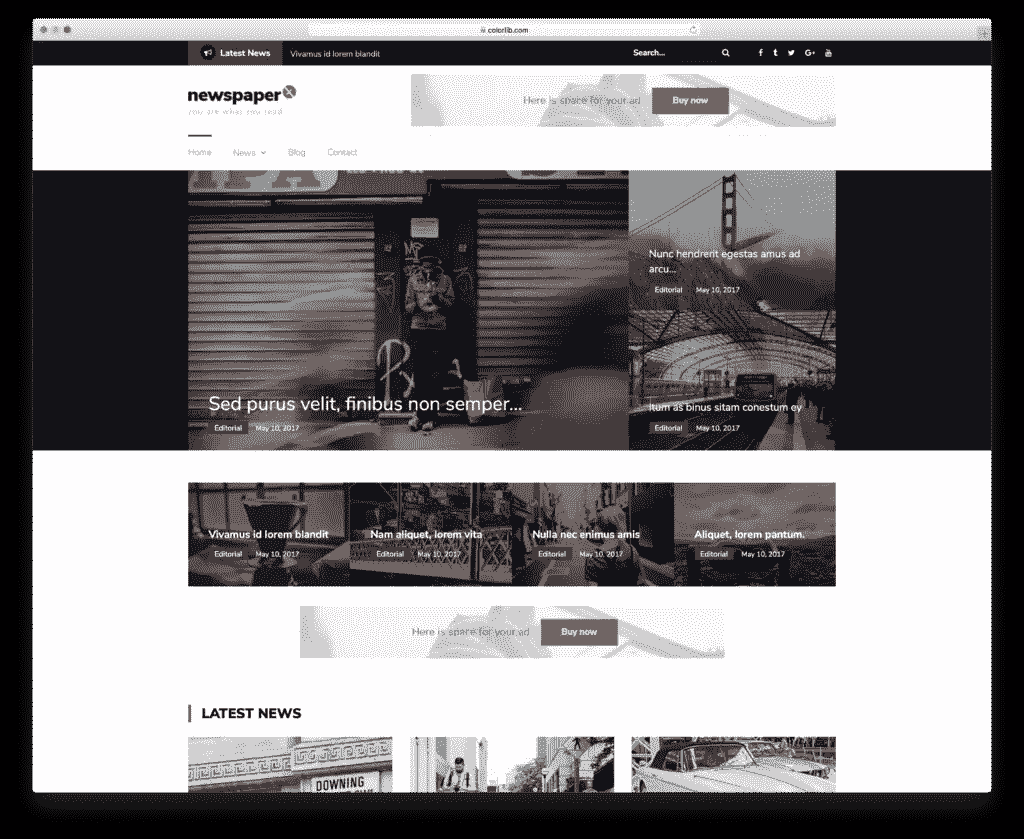 colorlib.com
Latest News
Vivamus id lorem blandit
Search...
newspaper X
You are what you read
Here is space for your ad
Buy now
Home
News
Blog
Contact
Sed purus velit, finibus non semper...
Editorial May 10, 2017
Nunc hendrerit egestas amus ad
arcu...
Editorial May 10, 2017
Itum as binus sitam conestum ey
Editorial May 10, 2017
Vivamus id lorem blandit
Editorial May 10, 2017
Nam aliquet, lorem vita
Editorial May 10, 2017
Nulla nec enimus amis
Editorial May 10, 2017
Aliquet, lorem pantum.
Editorial May 10, 2017
Here is space for your ad
Buy now
LATEST NEWS
DOWNING